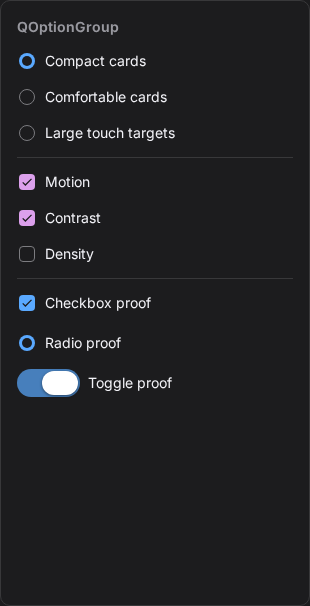 QOptionGroup
Compact cards
Comfortable cards
Large touch targets
Motion
Contrast
Density
Checkbox proof
Radio proof
Toggle proof